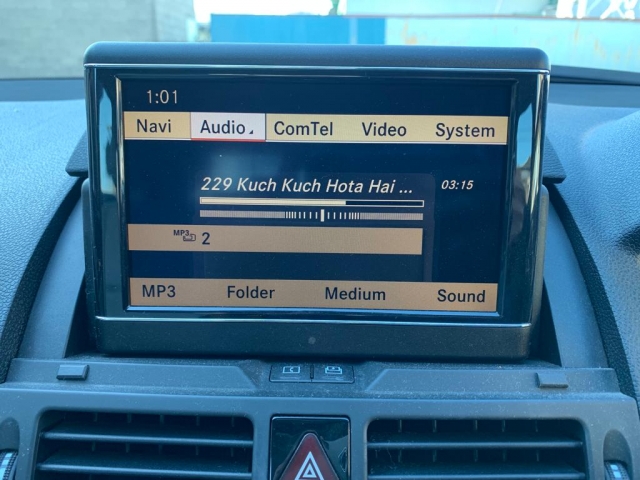 1:01
Navi Audio ComTel Video System
229 Kuch Kuch Hota Hai ... 03:15
MP3 2
MP3 Folder Medium Sound